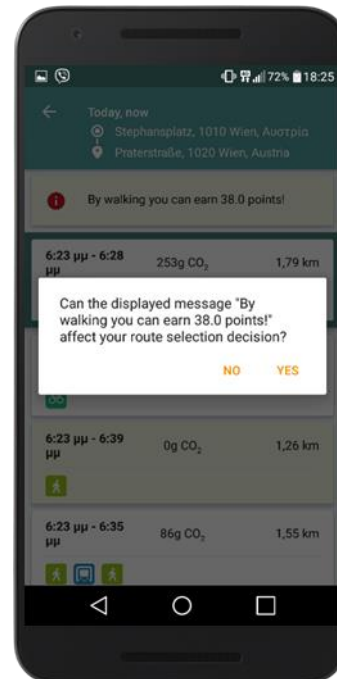 72% 18:25
Today, now
Stephansplatz, 1010 Wien, Αυστρία
Praterstraße, 1020 Wien, Austria
By walking you can earn 38.0 points!
6:23 μμ - 6:28 μμ
253g CO₂
1,79 km
Can the displayed message "By
walking you can earn 38.0 points!"
affect your route selection decision?
NO YES
6:23 μμ - 6:39 μμ
0g CO₂
1,26 km
6:23 μμ - 6:35 μμ
86g CO₂
1,55 km